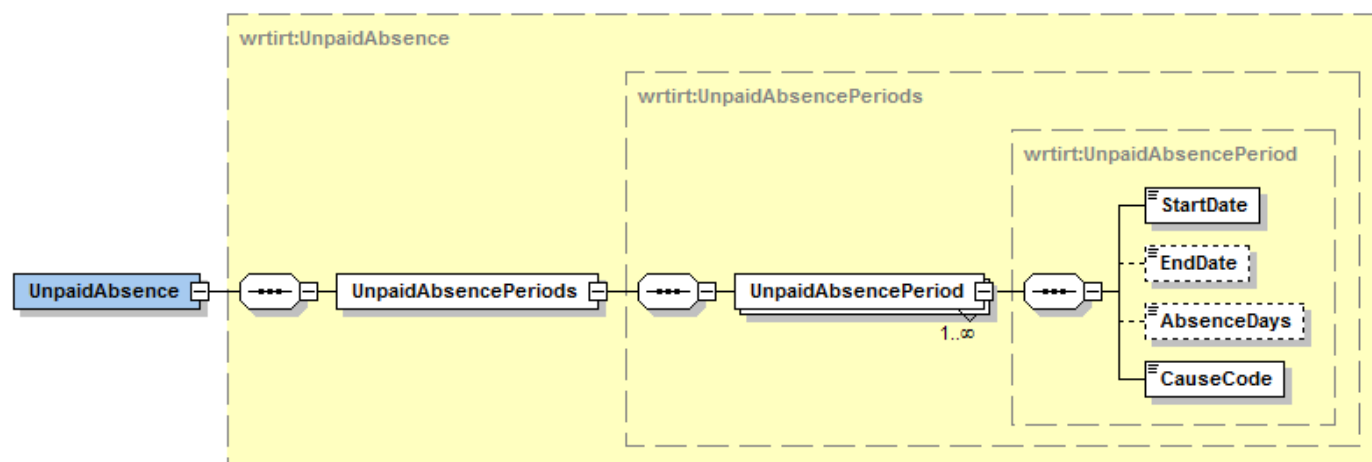 wrtirt:UnpaidAbsence
wrtirt:UnpaidAbsencePeriods
wrtirt:UnpaidAbsencePeriod
StartDate
EndDate
UnpaidAbsence
UnpaidAbsencePeriods
UnpaidAbsencePeriod
1..∞
AbsenceDays
CauseCode